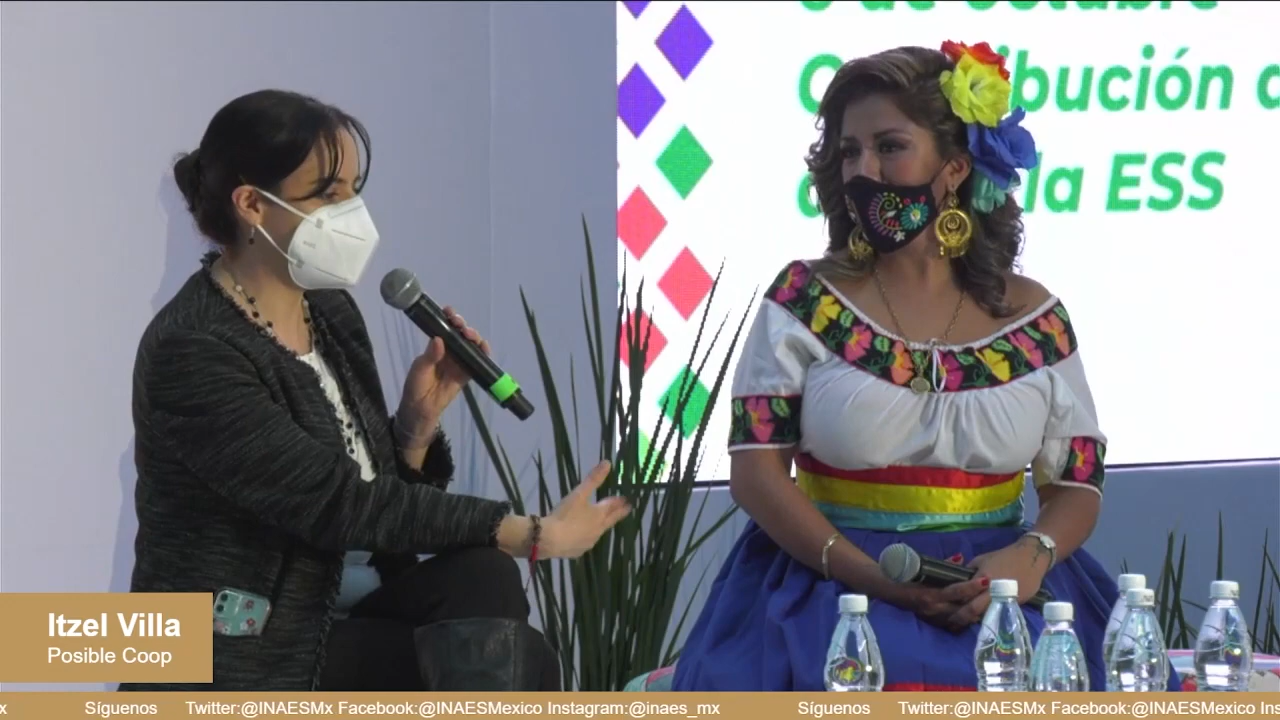 ibución
la ESS
Itzel Villa
Posible Coop
Síguenos Twitter:@INAESMx Facebook:@INAESMexico Instagram:@inaes_mx Síguenos Twitter:@INAESMx Facebook:@INAESMexico Ins